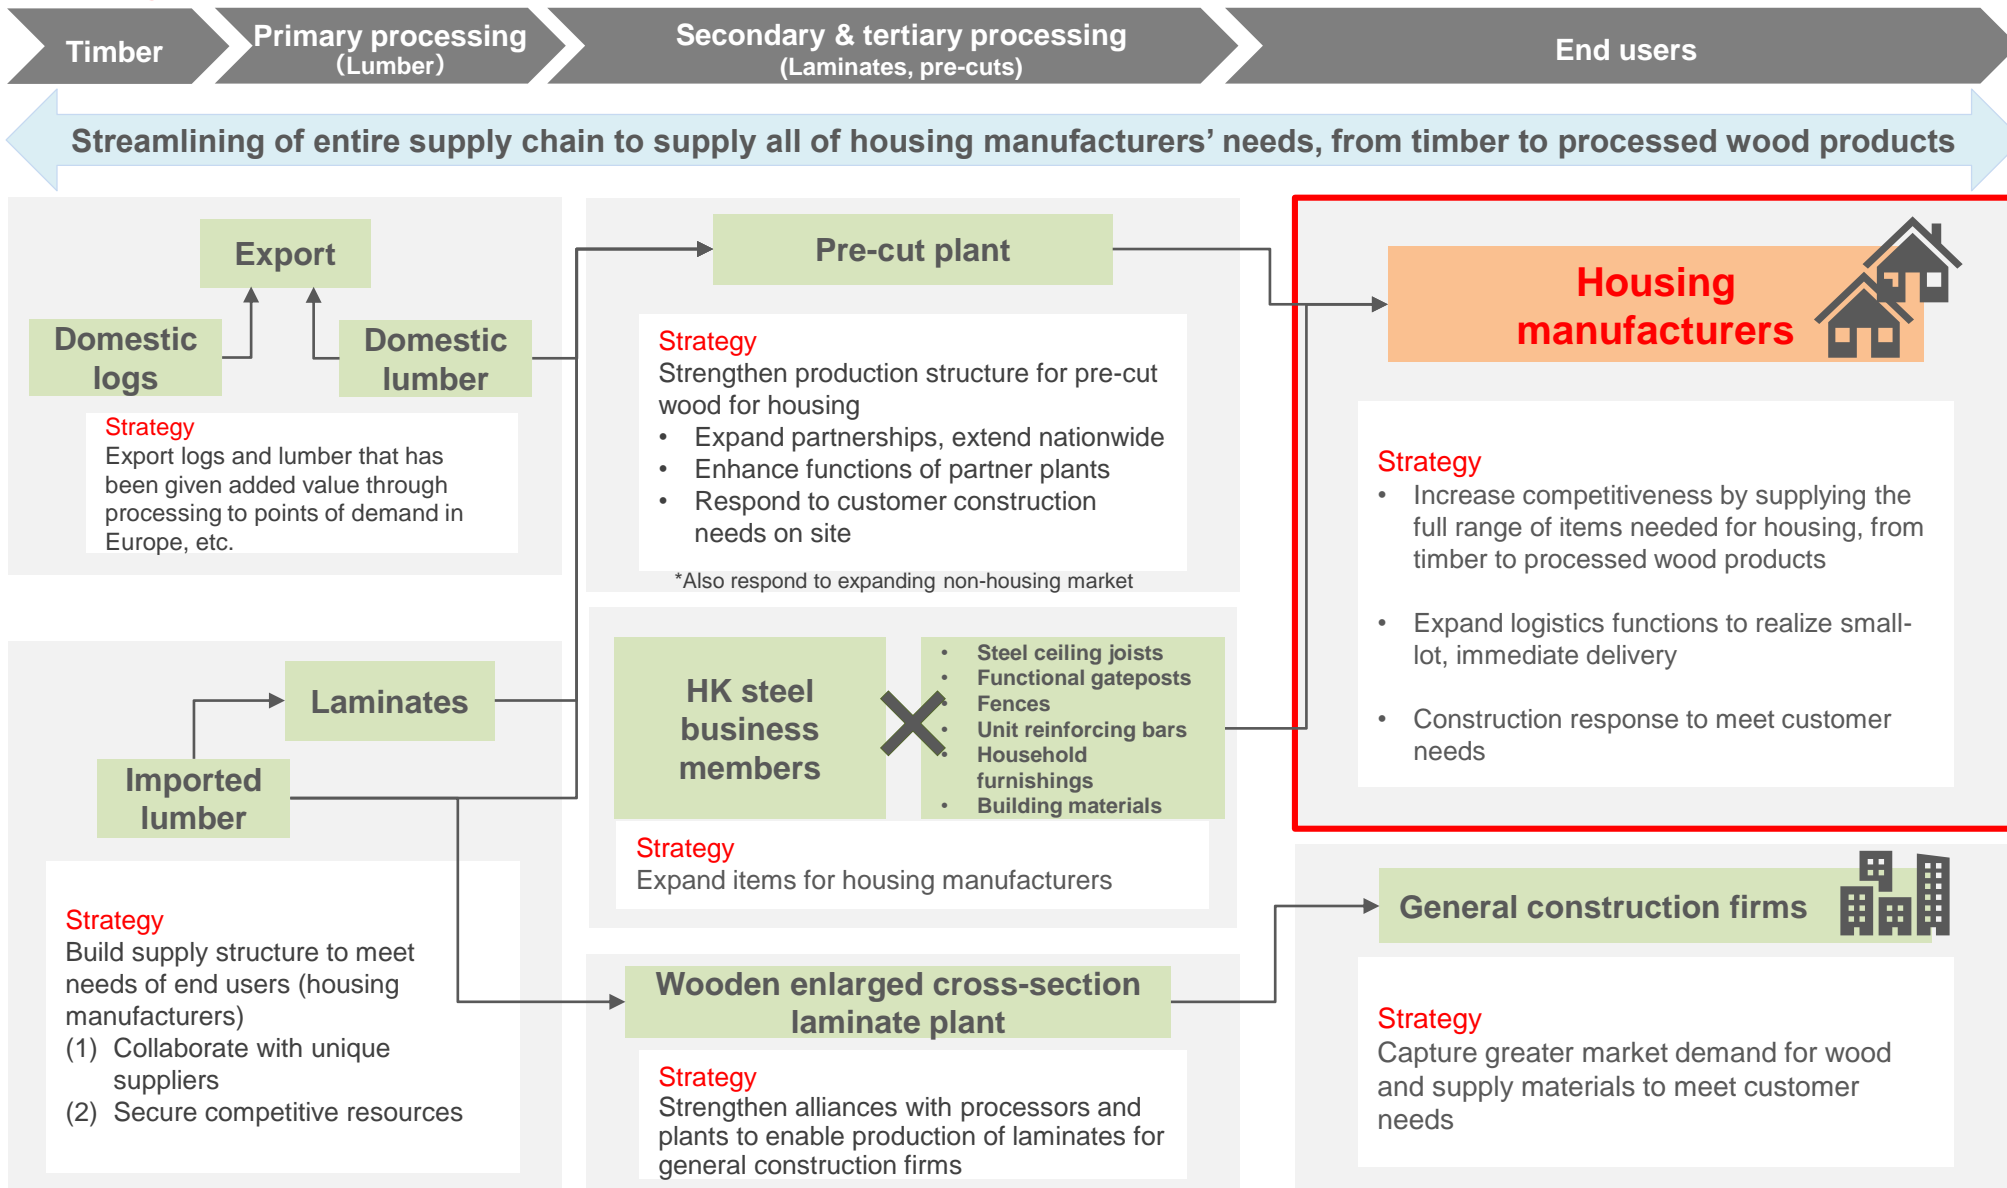 Timber
Primary processing
(Lumber)
Secondary & tertiary processing
(Laminates, pre-cuts)
End users
Streamlining of entire supply chain to supply all of housing manufacturers' needs, from timber to processed wood products
Export
Domestic
logs
Domestic
lumber
Strategy
Export logs and lumber that has
been given added value through
processing to points of demand in
Europe, etc.
Laminates
Imported
lumber
Strategy
Build supply structure to meet
needs of end users (housing
manufacturers)
(1) Collaborate with unique
suppliers
(2) Secure competitive resources
Pre-cut plant
Strategy
Strengthen production structure for pre-cut
wood for housing
• Expand partnerships, extend nationwide
• Enhance functions of partner plants
• Respond to customer construction
needs on site
*Also respond to expanding non-housing market
HK steel
business
members
• Steel ceiling joists
• Functional gateposts
• Fences
• Unit reinforcing bars
• Household
furnishings
• Building materials
Strategy
Expand items for housing manufacturers
Wooden enlarged cross-section
laminate plant
Strategy
Strengthen alliances with processors and
plants to enable production of laminates for
general construction firms
Housing
manufacturers
Strategy
• Increase competitiveness by supplying the
full range of items needed for housing, from
timber to processed wood products
• Expand logistics functions to realize small-
lot, immediate delivery
• Construction response to meet customer
needs
General construction firms
Strategy
Capture greater market demand for wood
and supply materials to meet customer
needs